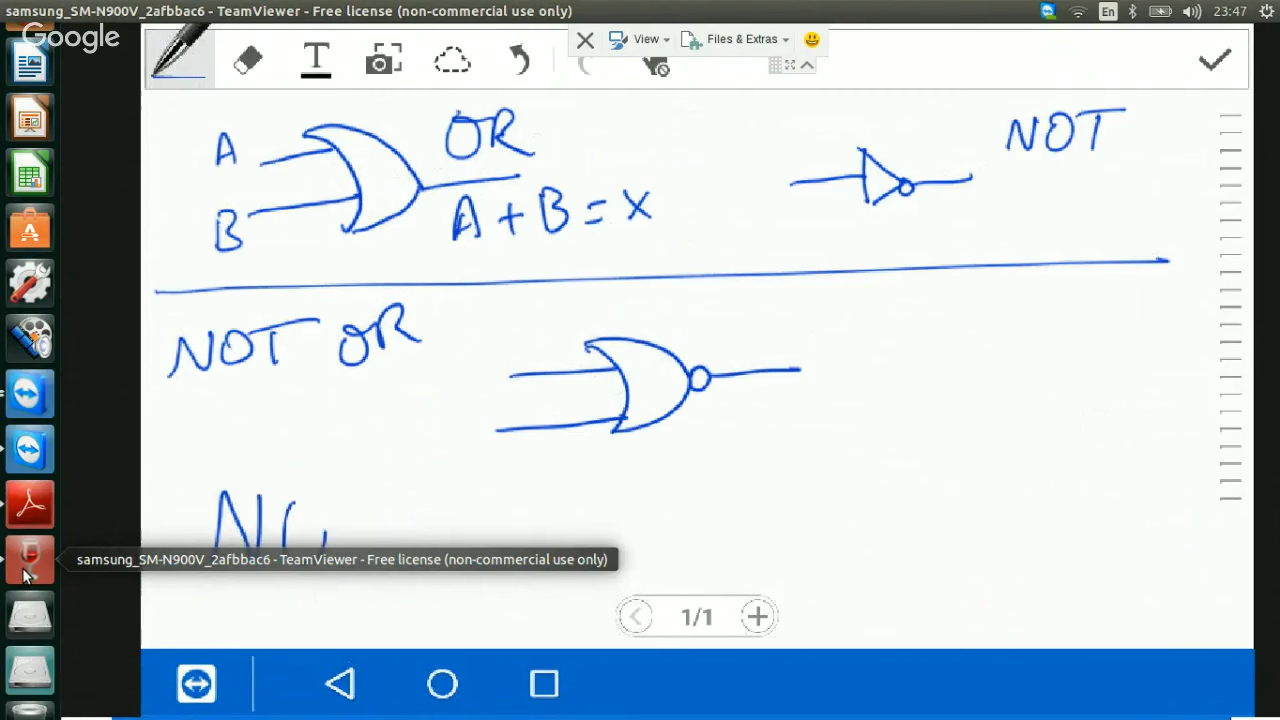 samsung_SM-N900V_2afbbac6 - TeamViewer - Free license (non-commercial use only)
En
23:47
Google
T
View
Files & Extras
A
B
OR
A + B = X
NOT
NOT OR
samsung_SM-N900V_2afbbac6 - TeamViewer - Free license (non-commercial use only)
1/1